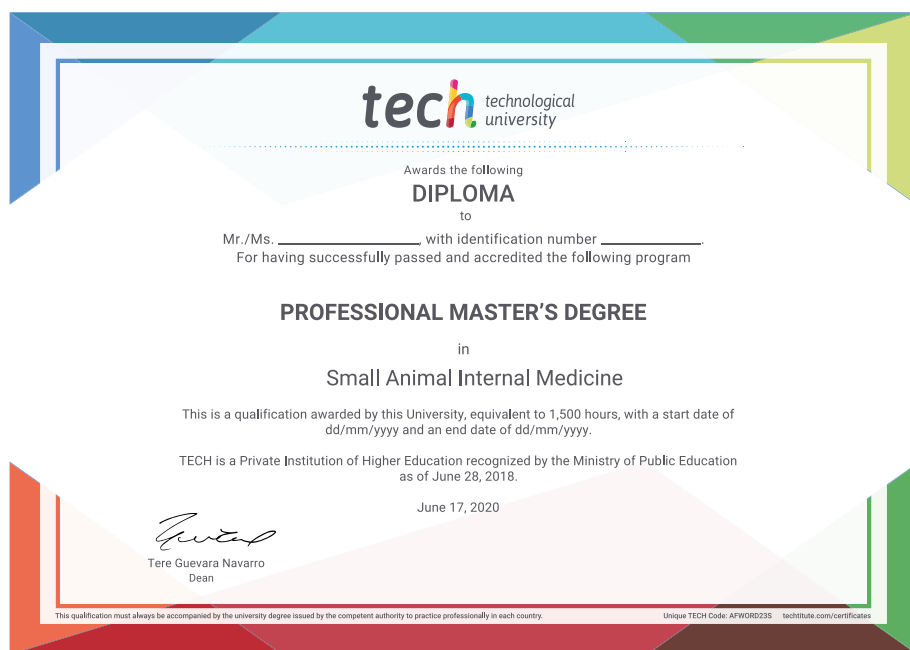 tech technological
university
Awards the following
DIPLOMA
to
Mr./Ms. ____________________, with identification number ______________.
For having successfully passed and accredited the following program
PROFESSIONAL MASTER'S DEGREE
in
Small Animal Internal Medicine
This is a qualification awarded by this University, equivalent to 1,500 hours, with a start date of
dd/mm/yyyy and an end date of dd/mm/yyyy.
TECH is a Private Institution of Higher Education recognized by the Ministry of Public Education
as of June 28, 2018.
June 17, 2020
Tere Guevara Navarro
Dean
This qualification must always be accompanied by the university degree issued by the competent authority to practice professionally in each country.
Unique TECH Code: AFWORD23S techtitute.com/certificates